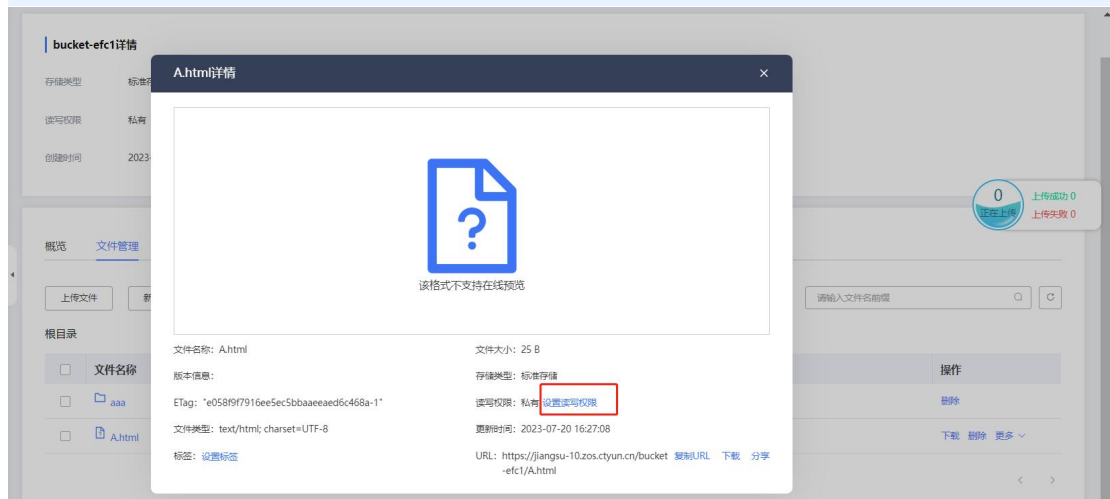 bucket-efc1详情
存储类型 标准存
读写权限 私有
创建时间 2023-
A.html详情 ×
该格式不支持在线预览
0
正在上传
上传成功 0
上传失败 0
概览 文件管理
上传文件 新
请输入文件名前缀
根目录
文件名称 操作
aaa 删除
A.html 下载 删除 更多
文件名称：A.html 文件大小：25 B
版本信息： 存储类型：标准存储
ETag："e058f9f7916ee5ec5bbaaeeaed6c468a-1" 读写权限：私有 设置读写权限
文件类型：text/html; charset=UTF-8 更新时间：2023-07-20 16:27:08
标签：设置标签 URL：https://jiangsu-10.zos.ctyun.cn/bucket 复制URL 下载 分享
-efc1/A.html